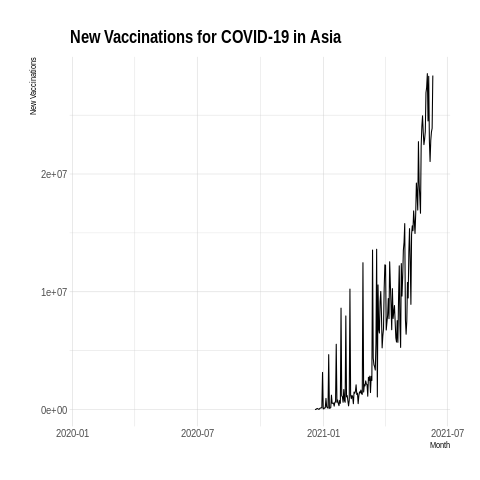 New Vaccinations for COVID-19 in Asia
New Vaccinations
2e+07
1e+07
0e+00
2020-01 2020-07 2021-01 2021-07
Month